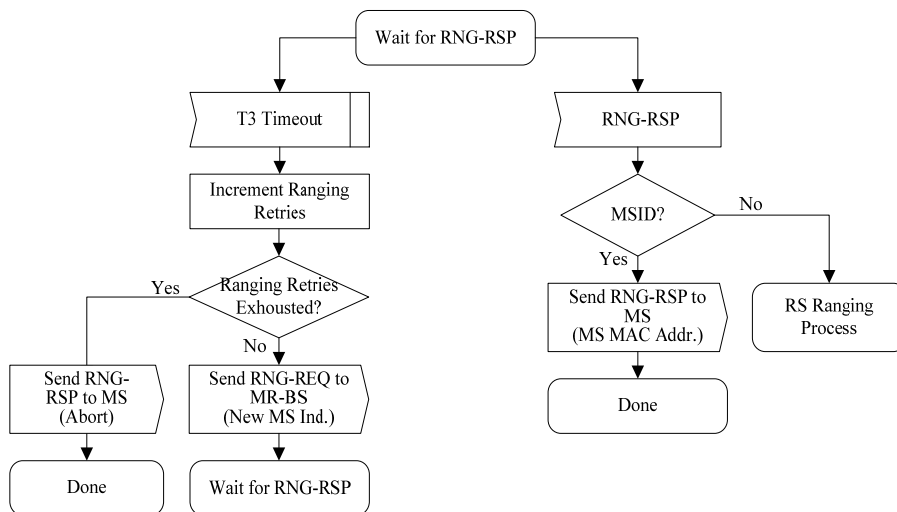 Wait for RNG-RSP
T3 Timeout
RNG-RSP
Increment Ranging
Retries
MSID?
No
Yes
Ranging Retries
Exhousted?
Yes
No
Send RNG-RSP to
MS
(MS MAC Addr.)
RS Ranging
Process
Send RNG-
RSP to MS
(Abort)
Send RNG-REQ to
MR-BS
(New MS Ind.)
Done
Done
Wait for RNG-RSP